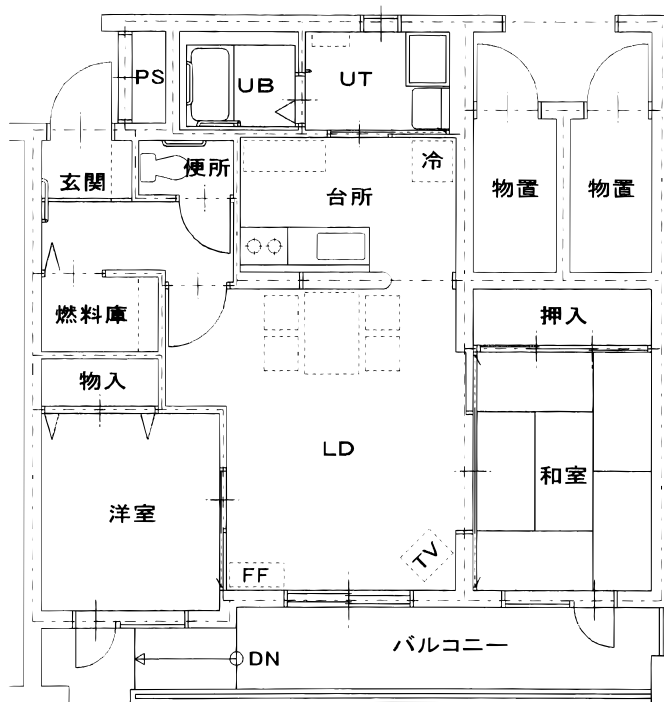 PS
UB
UT
玄関
便所
台所
冷
物置
物置
燃料庫
押入
物入
LD
洋室
和室
FF
TV
バルコニー
DN